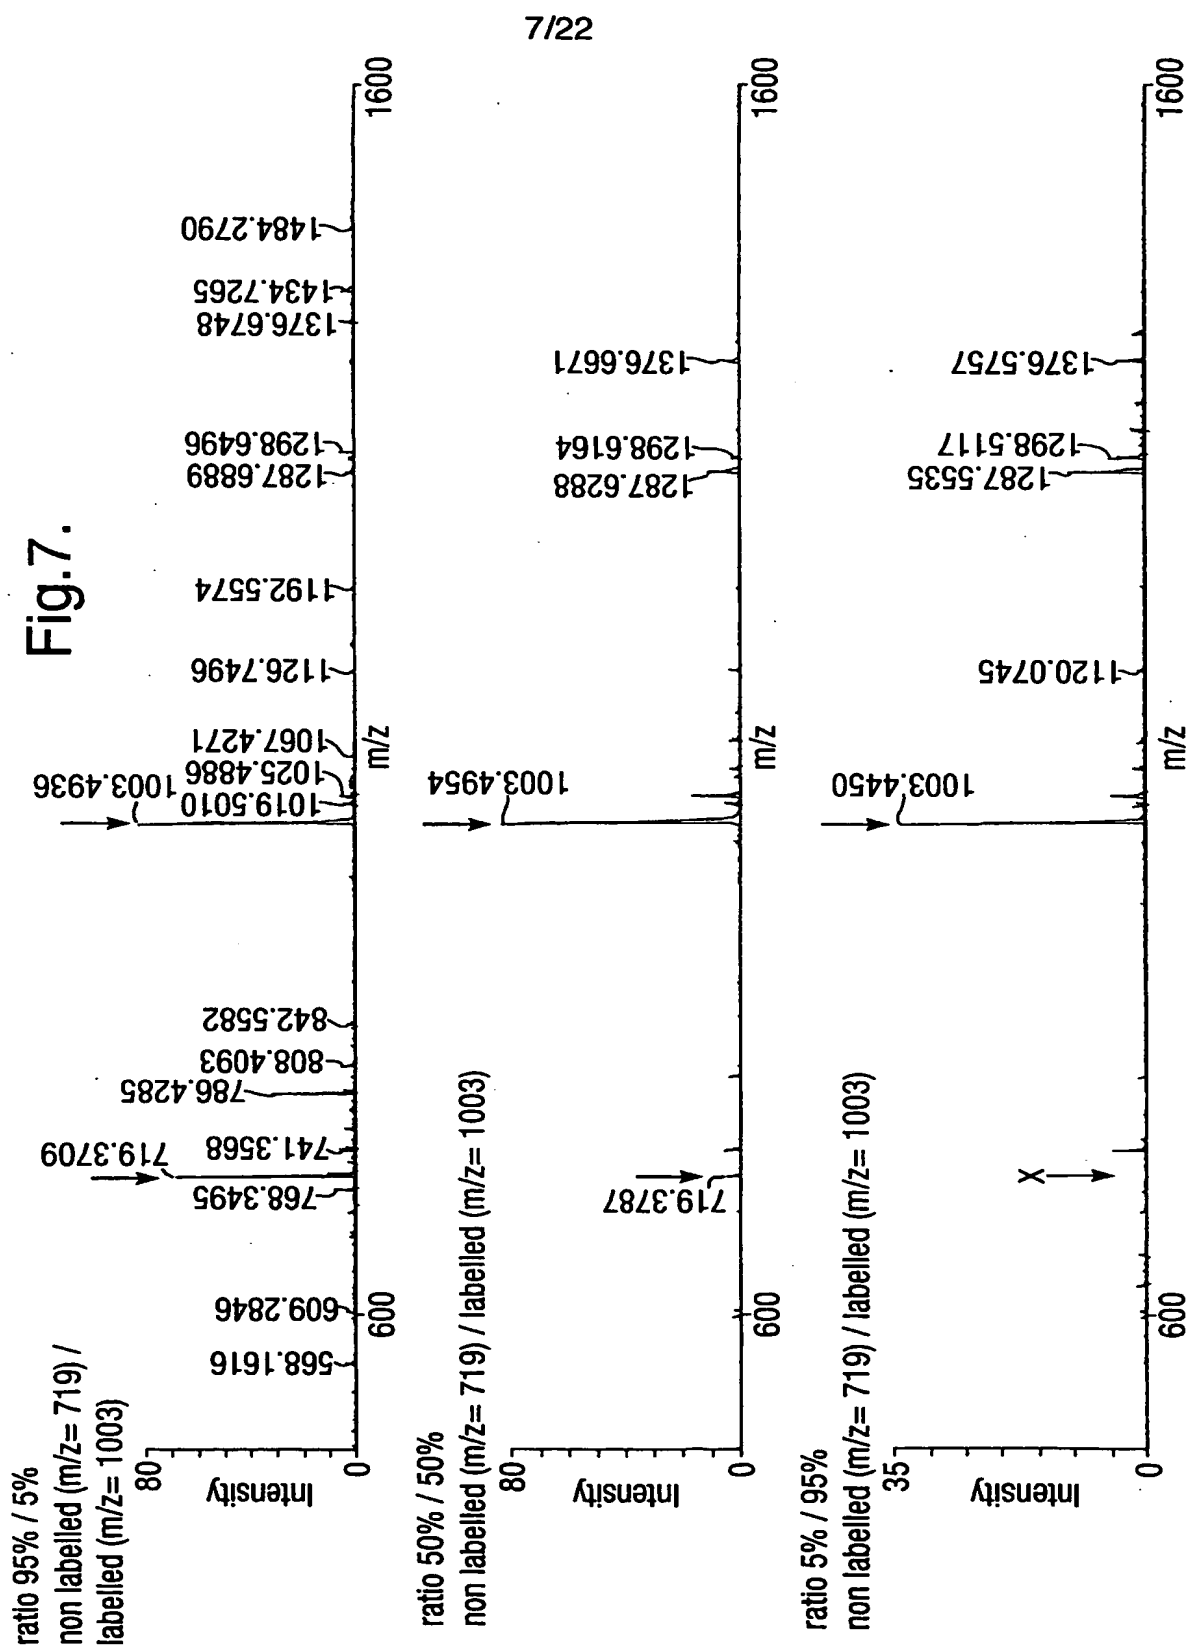 7/22
Fig.7.
ratio 95% / 5%
non labelled (m/z= 719) /
labelled (m/z= 1003)
80
Intensity
0
568.1616
600
609.2846
768.3495
719.3709
741.3568
786.4285
808.4093
842.5582
1003.4936
1019.5010
1025.4886
1067.4271
m/z
1126.7496
1192.5574
1287.6889
1298.6496
1376.6748
1434.7265
1484.2790
1600
ratio 50% / 50%
non labelled (m/z= 719) / labelled (m/z= 1003)
80
Intensity
0
600
719.3787
1003.4954
m/z
1287.6288
1298.6164
1376.6671
1600
ratio 5% / 95%
non labelled (m/z= 719) / labelled (m/z= 1003)
35
Intensity
0
600
X
1003.4450
m/z
1120.0745
1287.5535
1298.5117
1376.5757
1600